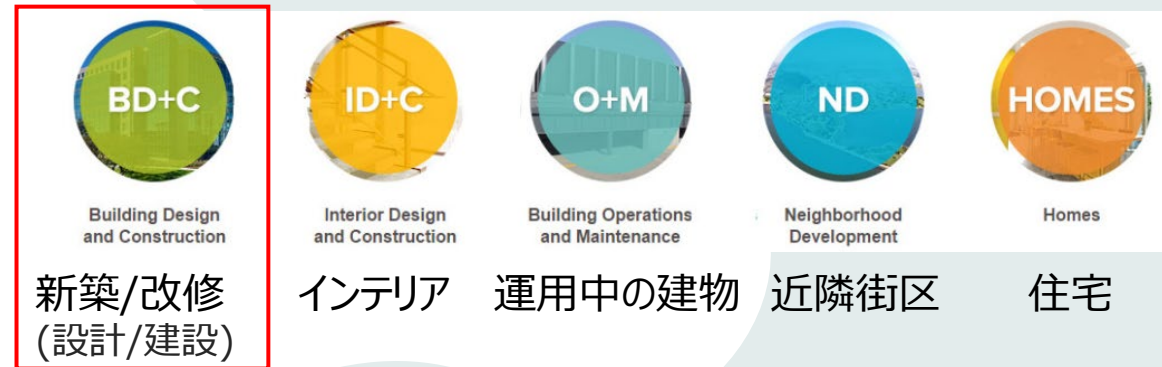 BD+C
ID+C
O+M
ND
HOMES
Building Design
and Construction
Interior Design
and Construction
Building Operations
and Maintenance
Neighborhood
Development
Homes
新築/改修
(設計/建設)
インテリア
運用中の建物
近隣街区
住宅